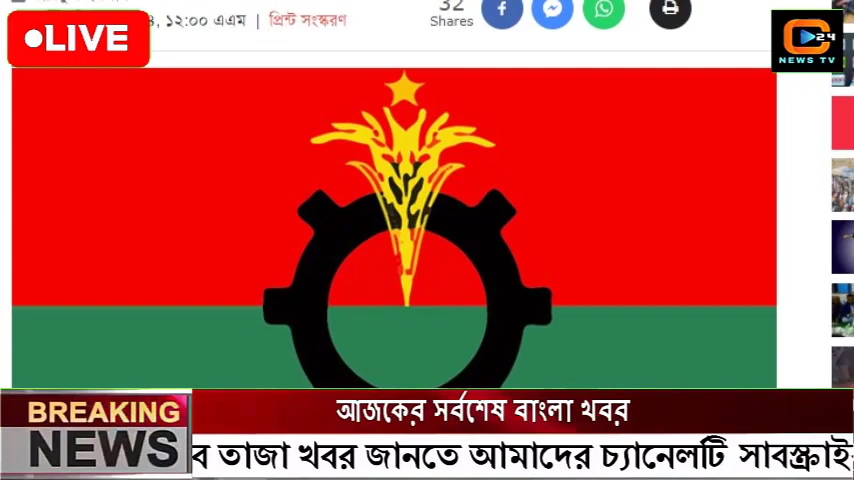 32
Shares
১২:০০ এএম | প্রিন্ট সংস্করণ
LIVE
C 24
NEWS TV
BREAKING
NEWS
আজকের সর্বশেষ বাংলা খবর
তাজা খবর জানতে আমাদের চ্যানেলটি সাবস্ক্রাই